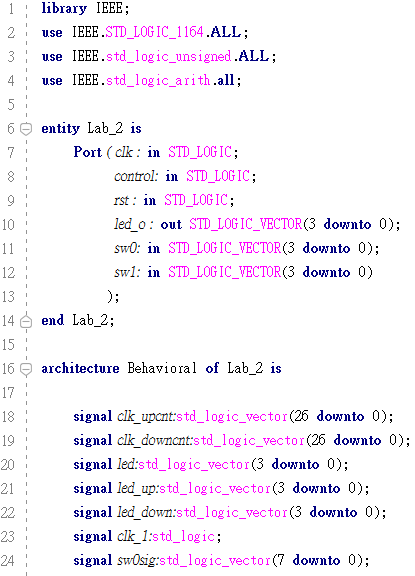 1 library IEEE;
2 use IEEE.STD_LOGIC_1164.ALL;
3 use IEEE.std_logic_unsigned.ALL;
4 use IEEE.std_logic_arith.all;
5
6 entity Lab_2 is
7 Port ( clk : in STD_LOGIC;
8 control: in STD_LOGIC;
9 rst : in STD_LOGIC;
10 led_o : out STD_LOGIC_VECTOR(3 downto 0);
11 sw0: in STD_LOGIC_VECTOR(3 downto 0);
12 sw1: in STD_LOGIC_VECTOR(3 downto 0)
13 );
14 end Lab_2;
15
16 architecture Behavioral of Lab_2 is
17
18 signal clk_upcnt:std_logic_vector(26 downto 0);
19 signal clk_downcnt:std_logic_vector(26 downto 0);
20 signal led:std_logic_vector(3 downto 0);
21 signal led_up:std_logic_vector(3 downto 0);
22 signal led_down:std_logic_vector(3 downto 0);
23 signal clk_1:std_logic;
24 signal sw0sig:std_logic_vector(7 downto 0);